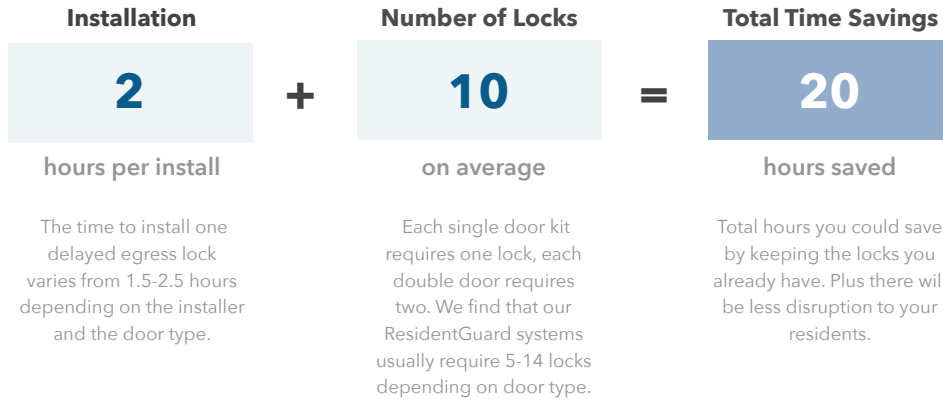 Installation
2
hours per install
The time to install one
delayed egress lock
varies from 1.5-2.5 hours
depending on the installer
and the door type.
+
Number of Locks
10
on average
Each single door kit
requires one lock, each
double door requires
two. We find that our
ResidentGuard systems
usually require 5-14 locks
depending on door type.
=
Total Time Savings
20
hours saved
Total hours you could save
by keeping the locks you
already have. Plus there wil
be less disruption to your
residents.